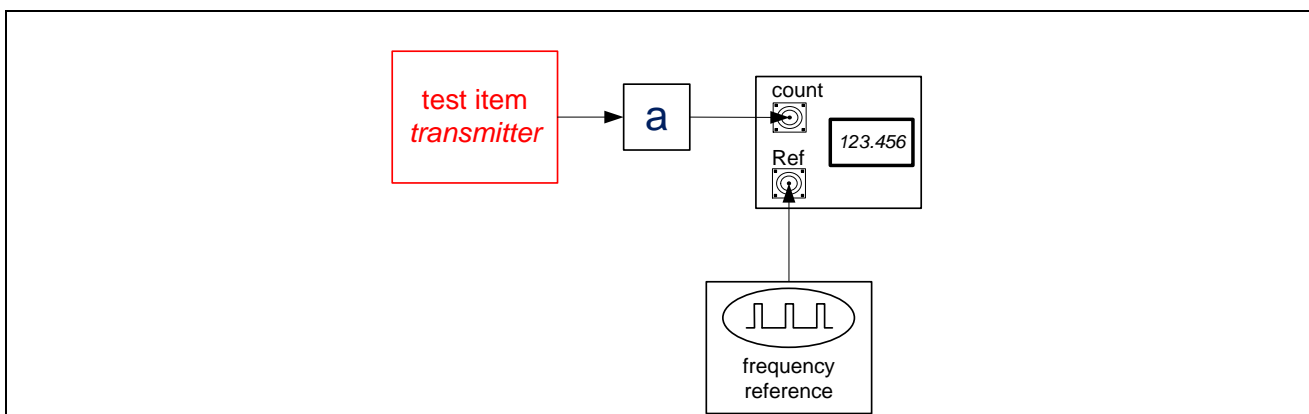 test item
transmitter
a
count
Ref
123.456
frequency
reference